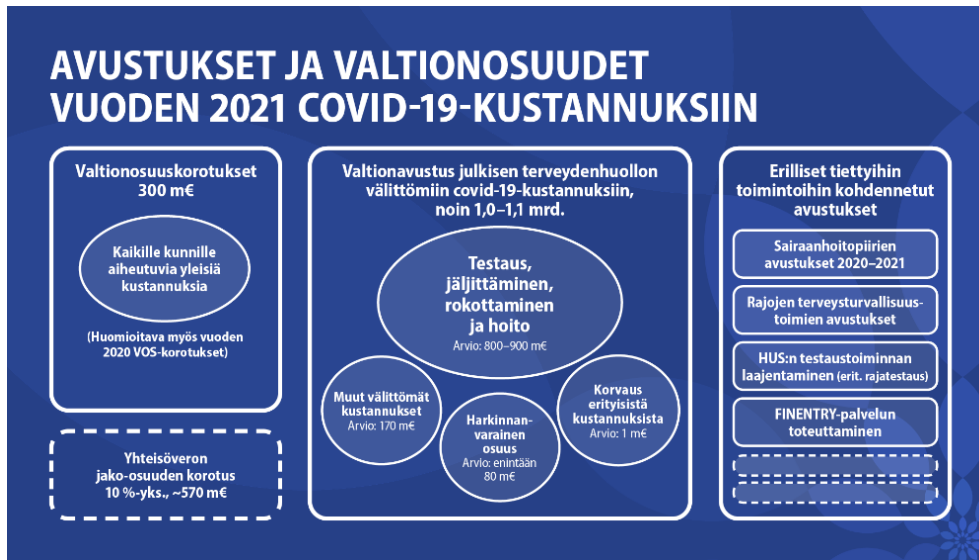 AVUSTUKSET JA VALTIONOSUUDET
VUODEN 2021 COVID-19-KUSTANNUKSIIN
Valtionosuuskorotukset
300 m€
Kaikille kunnille
aiheutuvia yleisiä
kustannuksia
(Huomioitava myös vuoden
2020 VOS-korotukset)
Yhteisöveron
jako-osuuden korotus
10 %-yks., ~570 m€
Valtionavustus julkisen terveydenhuollon
välittömiin covid-19-kustannuksiin,
noin 1,0–1,1 mrd.
Testaus,
jäljittäminen,
rokottaminen
ja hoito
Arvio: 800–900 m€
Muut välittömät
kustannukset
Arvio: 170 m€
Harkinnan-
varainen
osuus
Arvio: enintään
80 m€
Korvaus
erityisistä
kustannuksista
Arvio: 1 m€
Erilliset tiettyihin
toimintoihin kohdennetut
avustukset
Sairaanhoitopiirien
avustukset 2020–2021
Rajojen terveysturvallisuus-
toimien avustukset
HUS:n testaustoiminnan
laajentaminen (erit. rajatestaus)
FINENTRY-palvelun
toteuttaminen